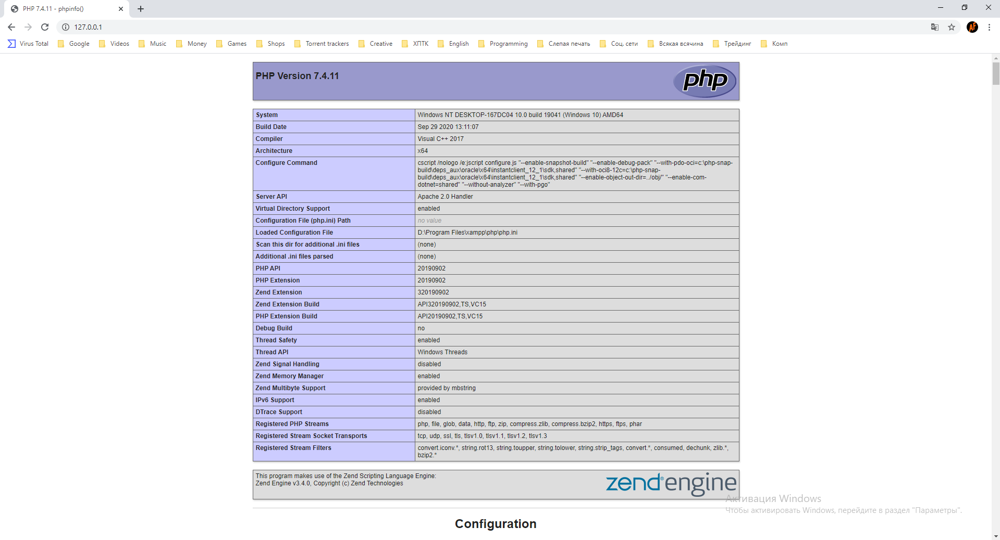 PHP 7.4.11 - phpinfo()
127.0.0.1
Virus Total Google Videos Music Money Games Shops Torrent trackers Creative ХПТК English Programming Слепая печать Соц. сети Всякая всячина Трейдинг Комп
PHP Version 7.4.11
php
System Windows NT DESKTOP-167DC04 10.0 build 19041 (Windows 10) AMD64
Build Date Sep 29 2020 13:11:07
Compiler Visual C++ 2017
Architecture x64
Configure Command cscript /nologo /e:jscript configure.js "--enable-snapshot-build" "--enable-debug-pack" "--with-pdo-oci=c:\php-snap-
build\deps_aux\oracle\x64\instantclient_12_1\sdk,shared" "--with-oci8-12c=c:\php-snap-
build\deps_aux\oracle\x64\instantclient_12_1\sdk,shared" "--enable-object-out-dir=../obj/" "--enable-com-
dotnet=shared" "--without-analyzer" "--with-pgo"
Server API Apache 2.0 Handler
Virtual Directory Support enabled
Configuration File (php.ini) Path no value
Loaded Configuration File D:\Program Files\xampp\php\php.ini
Scan this dir for additional .ini files (none)
Additional .ini files parsed (none)
PHP API 20190902
PHP Extension 20190902
Zend Extension 320190902
Zend Extension Build API320190902,TS,VC15
PHP Extension Build API20190902,TS,VC15
Debug Build no
Thread Safety enabled
Thread API Windows Threads
Zend Signal Handling disabled
Zend Memory Manager enabled
Zend Multibyte Support provided by mbstring
IPv6 Support enabled
DTrace Support disabled
Registered PHP Streams php, file, glob, data, http, ftp, zip, compress.zlib, compress.bzip2, https, ftps, phar
Registered Stream Socket Transports tcp, udp, ssl, tls, tlsv1.0, tlsv1.1, tlsv1.2, tlsv1.3
Registered Stream Filters convert.iconv.*, string.rot13, string.toupper, string.tolower, string.strip_tags, convert.*, consumed, dechunk, zlib.*,
bzip2.*
This program makes use of the Zend Scripting Language Engine:
Zend Engine v3.4.0, Copyright (c) Zend Technologies
zend® engine
Активация Windows
Чтобы активировать Windows, перейдите в раздел "Параметры".
Configuration